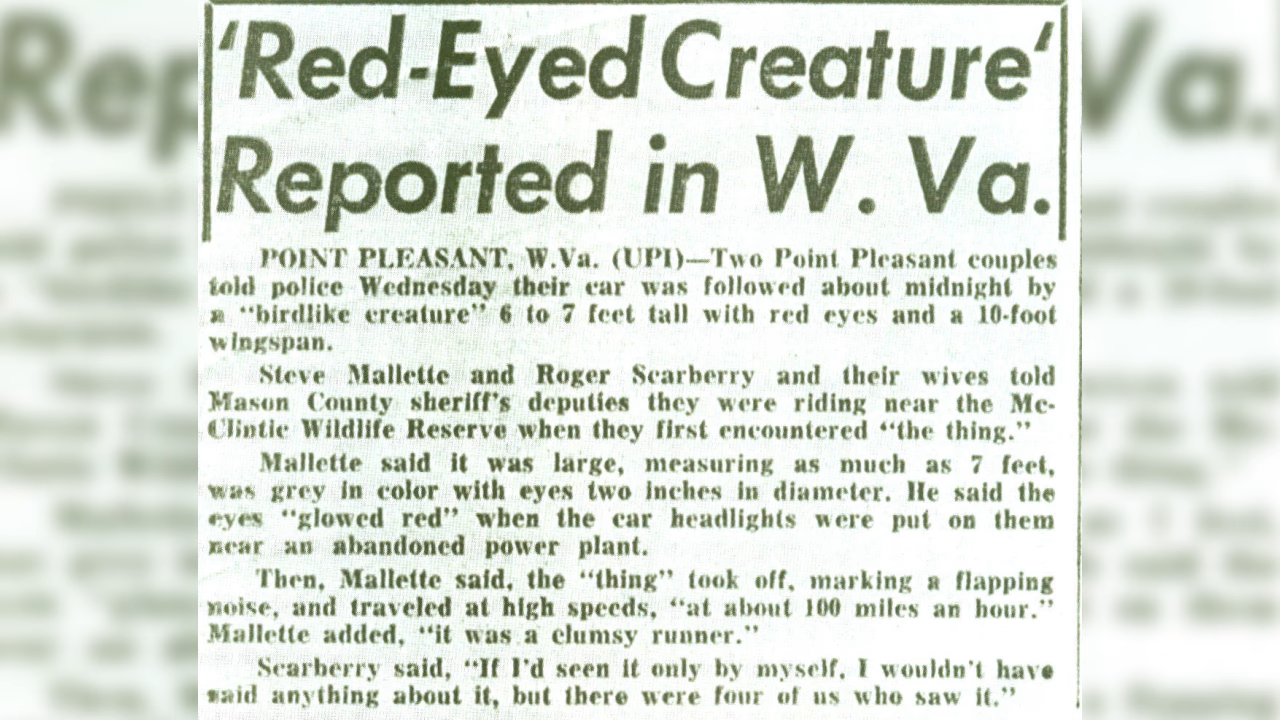 'Red-Eyed Creature'
Reported in W. Va.
POINT PLEASANT, W.Va. (UPI)—Two Point Pleasant couples
told police Wednesday their car was followed about midnight by
a "birdlike creature" 6 to 7 feet tall with red eyes and a 10-foot
wingspan.
Steve Mallette and Roger Scarberry and their wives told
Mason County sheriff's deputies they were riding near the Mc-
Clintic Wildlife Reserve when they first encountered "the thing."
Mallette said it was large, measuring as much as 7 feet,
was grey in color with eyes two inches in diameter. He said the
eyes "glowed red" when the car headlights were put on them
near an abandoned power plant.
Then, Mallette said, the "thing" took off, marking a flapping
noise, and traveled at high speeds, "at about 100 miles an hour."
Mallette added, "it was a clumsy runner."
Scarberry said, "If I'd seen it only by myself, I wouldn't have
said anything about it, but there were four of us who saw it."